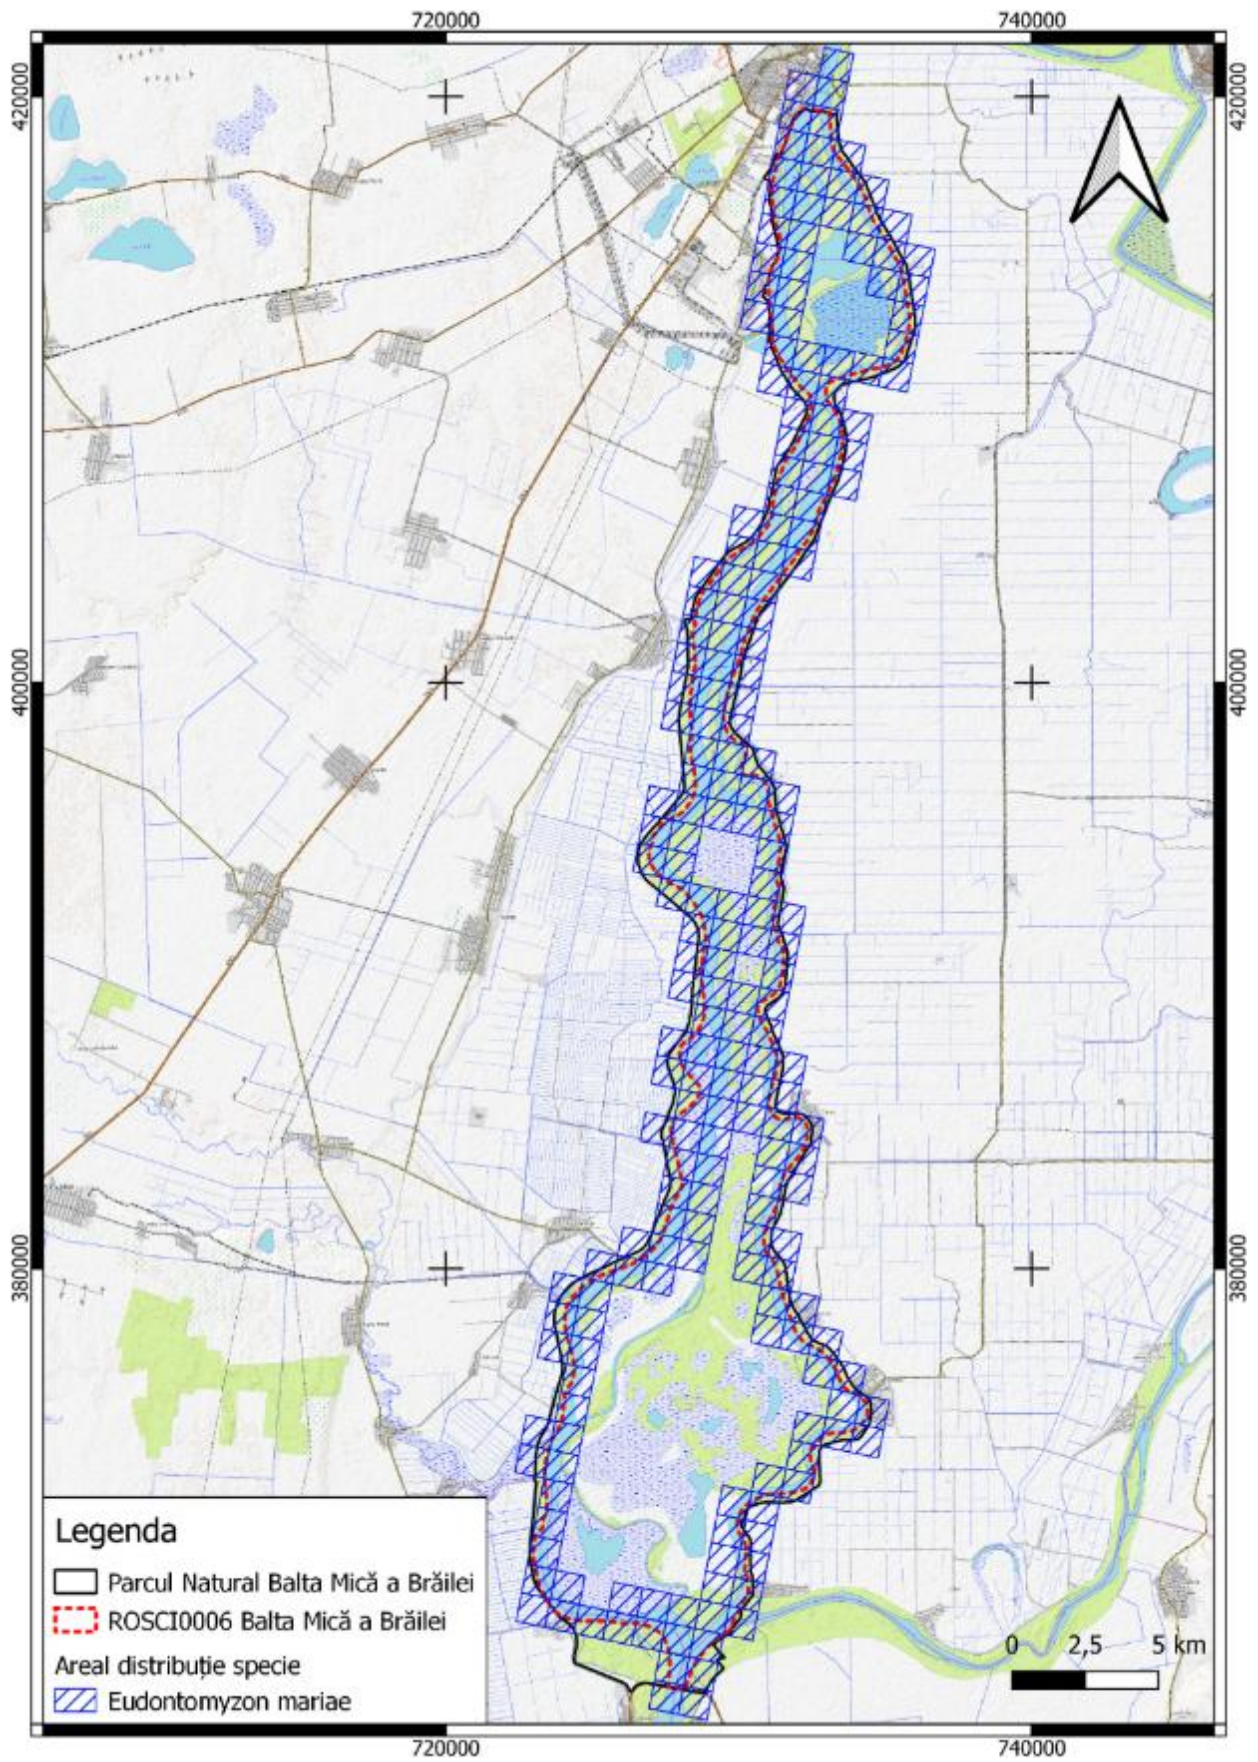 720000
740000
420000
420000
400000
400000
380000
380000
Legenda
Parcul Natural Balta Mică a Brăilei
ROSCI0006 Balta Mică a Brăilei
Areal distribuție specie
Eudontomyzon mariae
0 2,5 5 km
720000
740000